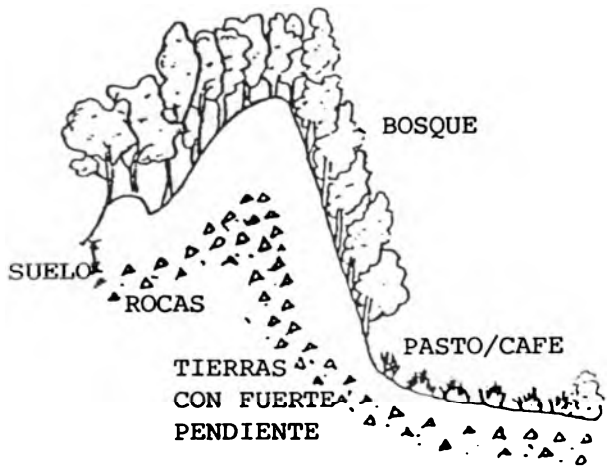 BOSQUE
SUELO
ROCAS
PASTO/CAFE
TIERRAS
CON FUERTE
PENDIENTE